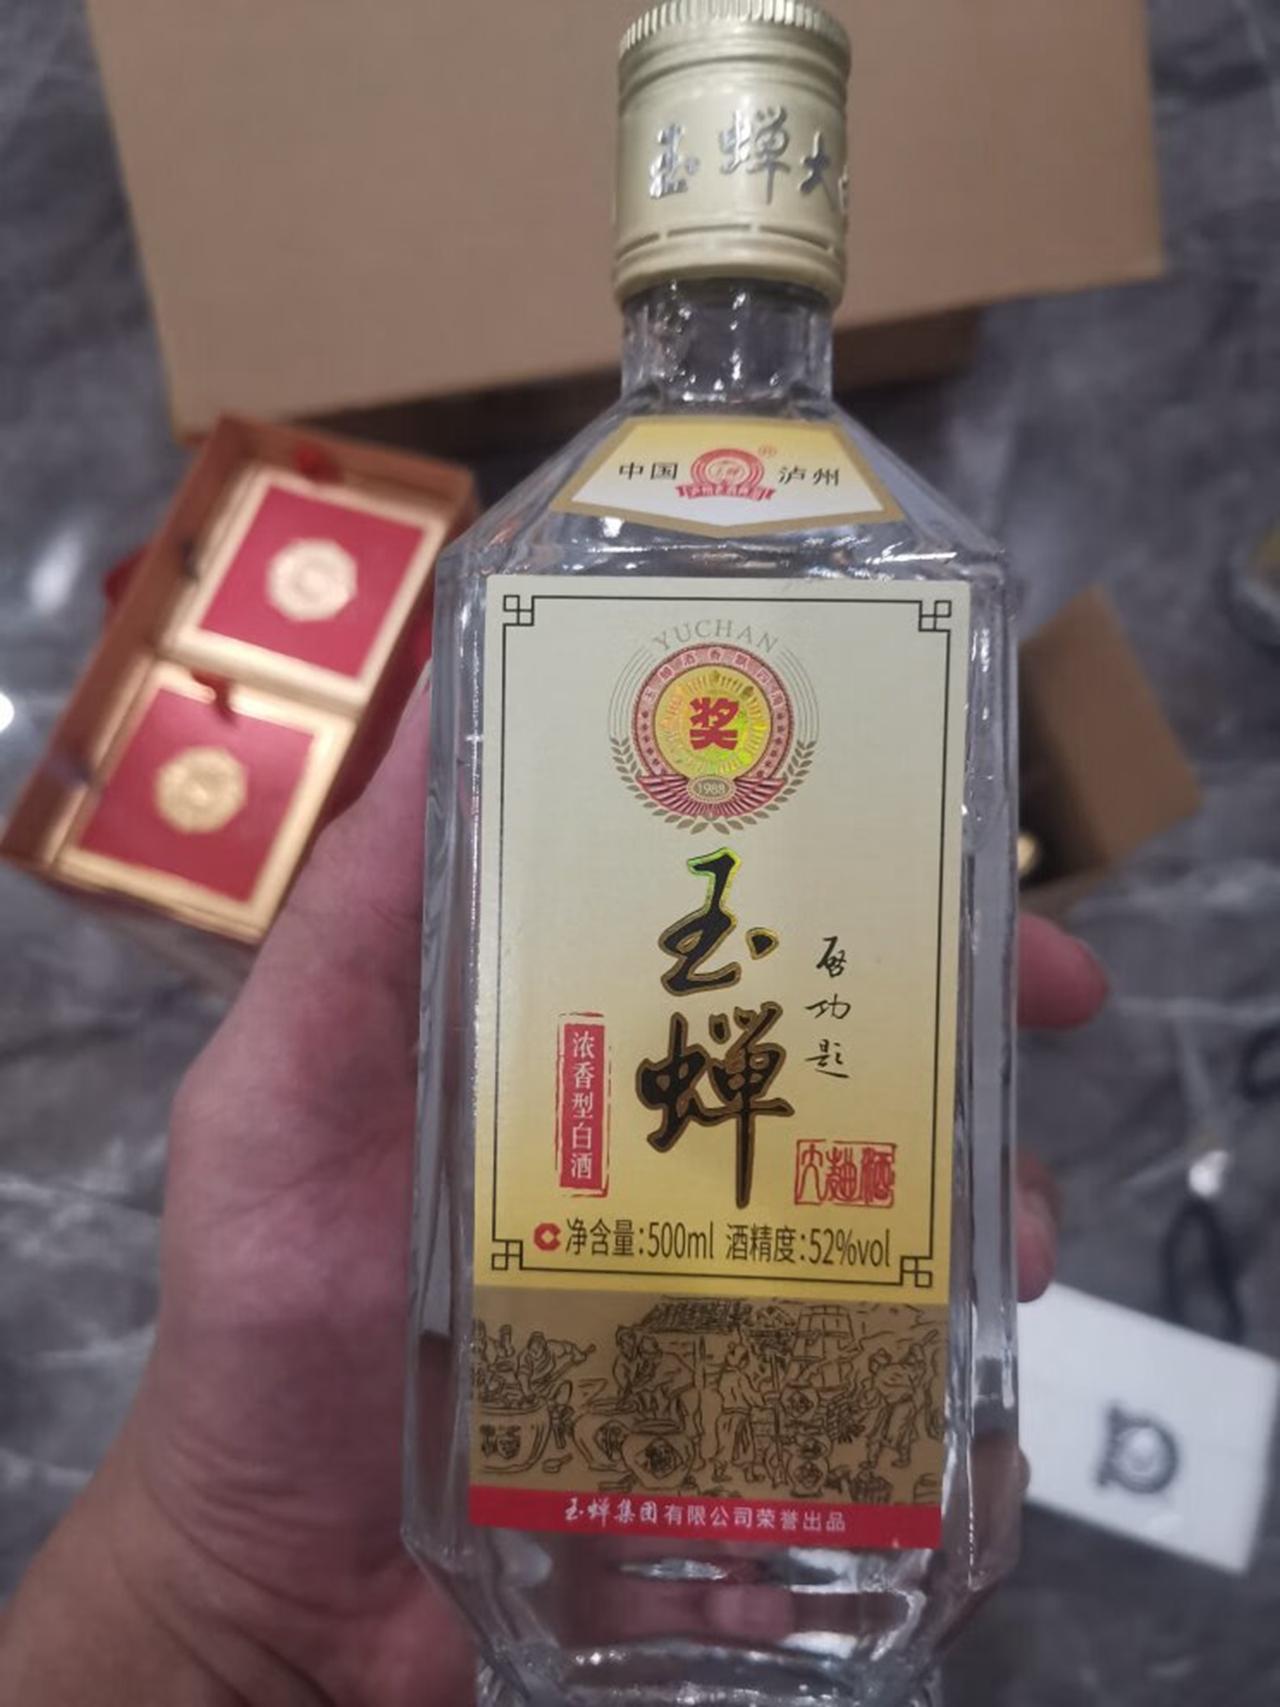 玉蝉大
中国 泸州
YUCHAN
奖
1988
玉蝉
启功题
浓香型白酒
大麯酒
净含量:500ml 酒精度:52%vol
玉蝉集团有限公司荣誉出品